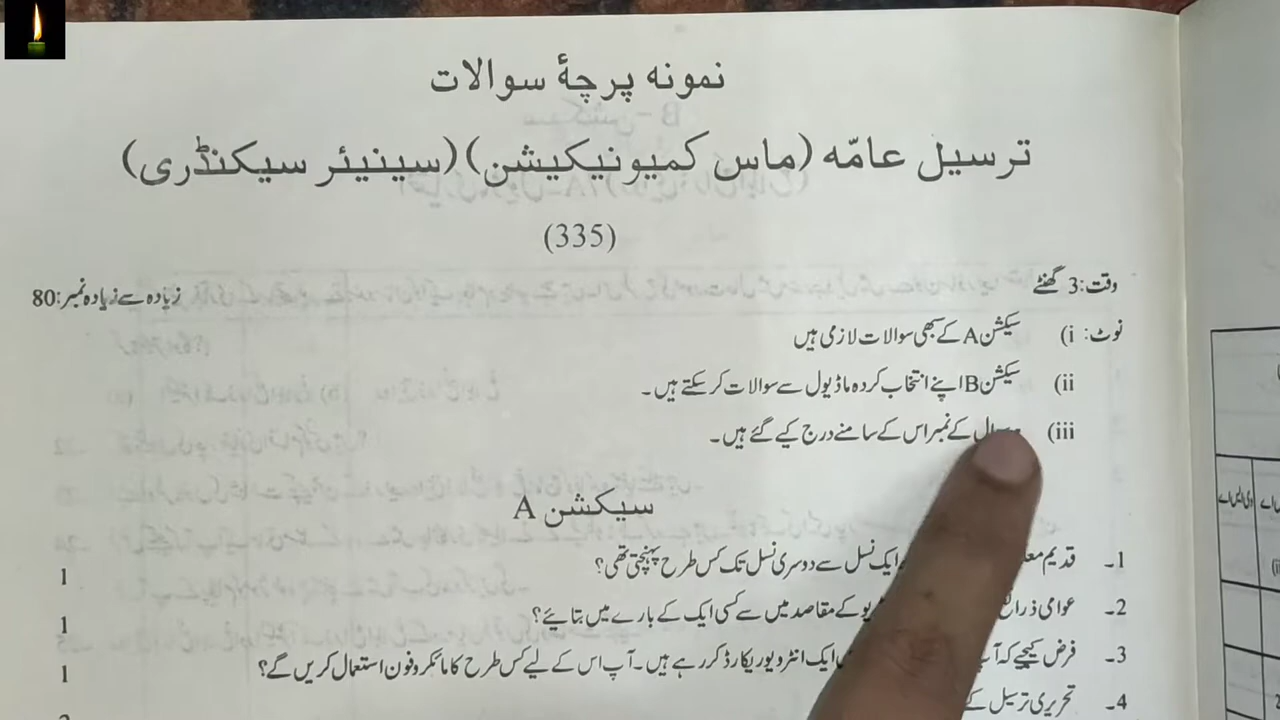 نمونہ پرچۂ سوالات
ترسیل عامّہ (ماس کمیونیکیشن) (سینیئر سیکنڈری)
(335)
وقت: 3 گھنٹے
زیادہ سے زیادہ نمبر: 80
نوٹ: (i سیکشن A کے سبھی سوالات لازمی ہیں
(ii سیکشن B اپنے انتخاب کردہ ماڈیول سے سوالات کر سکتے ہیں۔
(iii کے نمبر اس کے سامنے درج کیے گئے ہیں۔
سیکشن A
1۔ قدیم ایک نسل سے دوسری نسل تک کس طرح پہنچتی تھی؟ 1
2۔ عوامی کے مقاصد میں سے کسی ایک کے بارے میں بتائیے؟ 1
3۔ فرض کیجیے کہ ایک انٹرویو ریکارڈ کر رہے ہیں۔ آپ اس کے لیے کس طرح کا مائکروفون استعمال کریں گے؟ 1
4۔ تحریری ترسیل